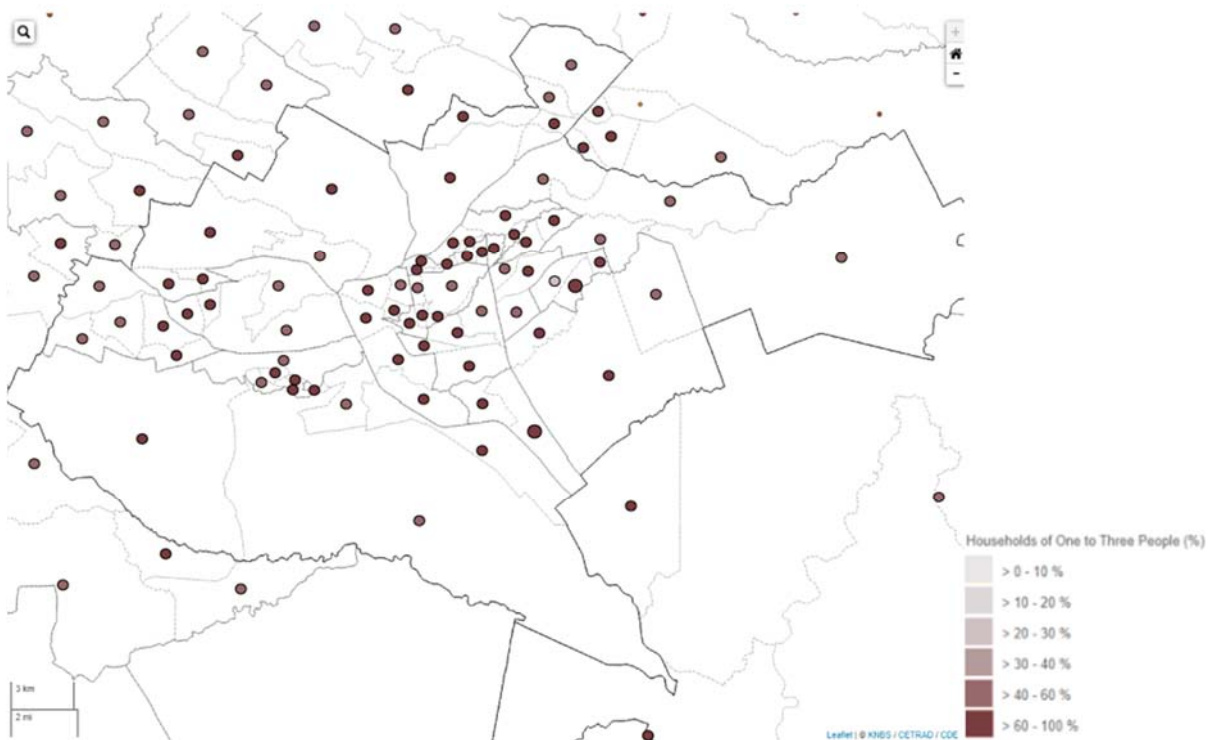 +
-
Households of One to Three People (%)
> 0 - 10 %
> 10 - 20 %
> 20 - 30 %
> 30 - 40 %
> 40 - 60 %
> 60 - 100 %
3 km
2 mi
Leaflet | © KNBS / CETRAD / CDE